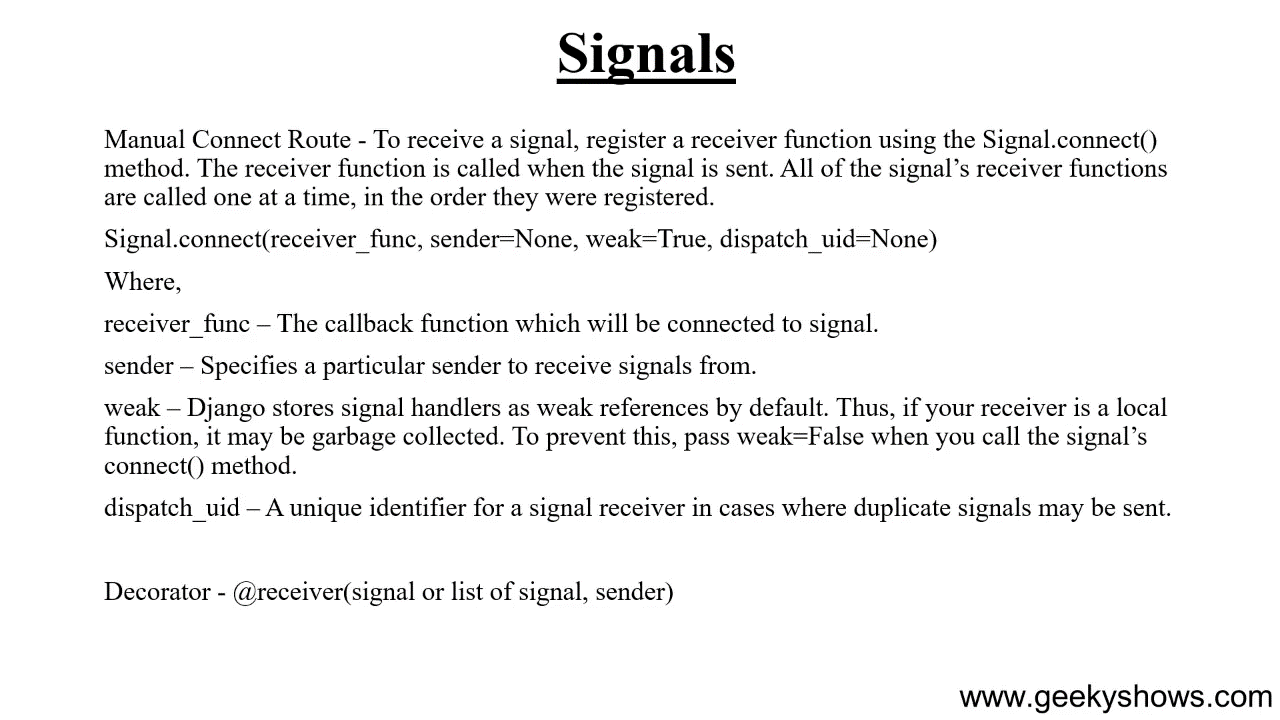 Signals
Manual Connect Route - To receive a signal, register a receiver function using the Signal.connect()
method. The receiver function is called when the signal is sent. All of the signal’s receiver functions
are called one at a time, in the order they were registered.
Signal.connect(receiver_func, sender=None, weak=True, dispatch_uid=None)
Where,
receiver_func – The callback function which will be connected to signal.
sender – Specifies a particular sender to receive signals from.
weak – Django stores signal handlers as weak references by default. Thus, if your receiver is a local
function, it may be garbage collected. To prevent this, pass weak=False when you call the signal’s
connect() method.
dispatch_uid – A unique identifier for a signal receiver in cases where duplicate signals may be sent.
Decorator - @receiver(signal or list of signal, sender)
www.geekyshows.com